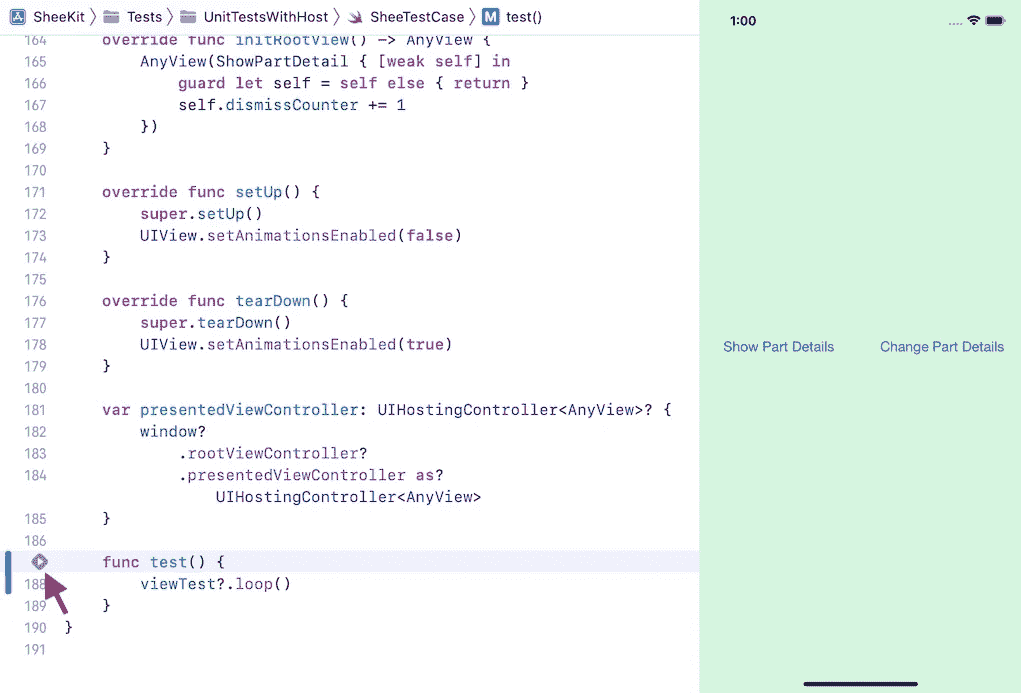 SheeKit Tests UnitTestsWithHost SheeTestCase M test()
164 override func initRootView() -> AnyView {
165 AnyView(ShowPartDetail { [weak self] in
166 guard let self = self else { return }
167 self.dismissCounter += 1
168 })
169 }
170
171 override func setUp() {
172 super.setUp()
173 UIView.setAnimationsEnabled(false)
174 }
175
176 override func tearDown() {
177 super.tearDown()
178 UIView.setAnimationsEnabled(true)
179 }
180
181 var presentedViewController: UIHostingController<AnyView>? {
182 window?
183 .rootViewController?
184 .presentedViewController as?
UIHostingController<AnyView>
185 }
186
func test() {
188 viewTest?.loop()
189 }
190 }
191
1:00
Show Part Details
Change Part Details